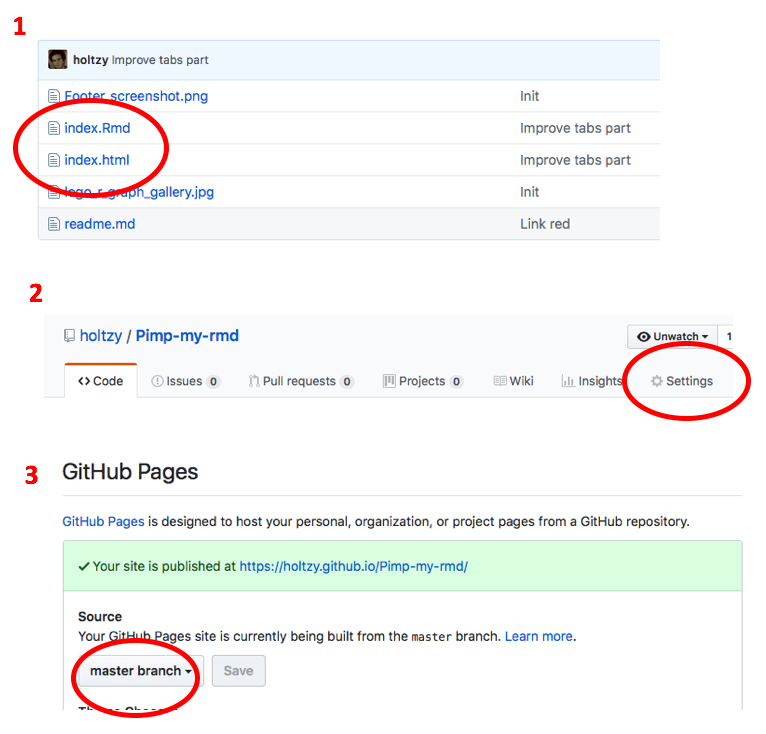 1
holtzy Improve tabs part
Footer_screenshot.png Init
index.Rmd Improve tabs part
index.html Improve tabs part
logo_r_graph_gallery.jpg Init
readme.md Link red
2
holtzy / Pimp-my-rmd Unwatch 1
Code Issues 0 Pull requests 0 Projects 0 Wiki Insights Settings
3
GitHub Pages
GitHub Pages is designed to host your personal, organization, or project pages from a GitHub repository.
Your site is published at https://holtzy.github.io/Pimp-my-rmd/
Source
Your GitHub Pages site is currently being built from the master branch. Learn more.
master branch Save